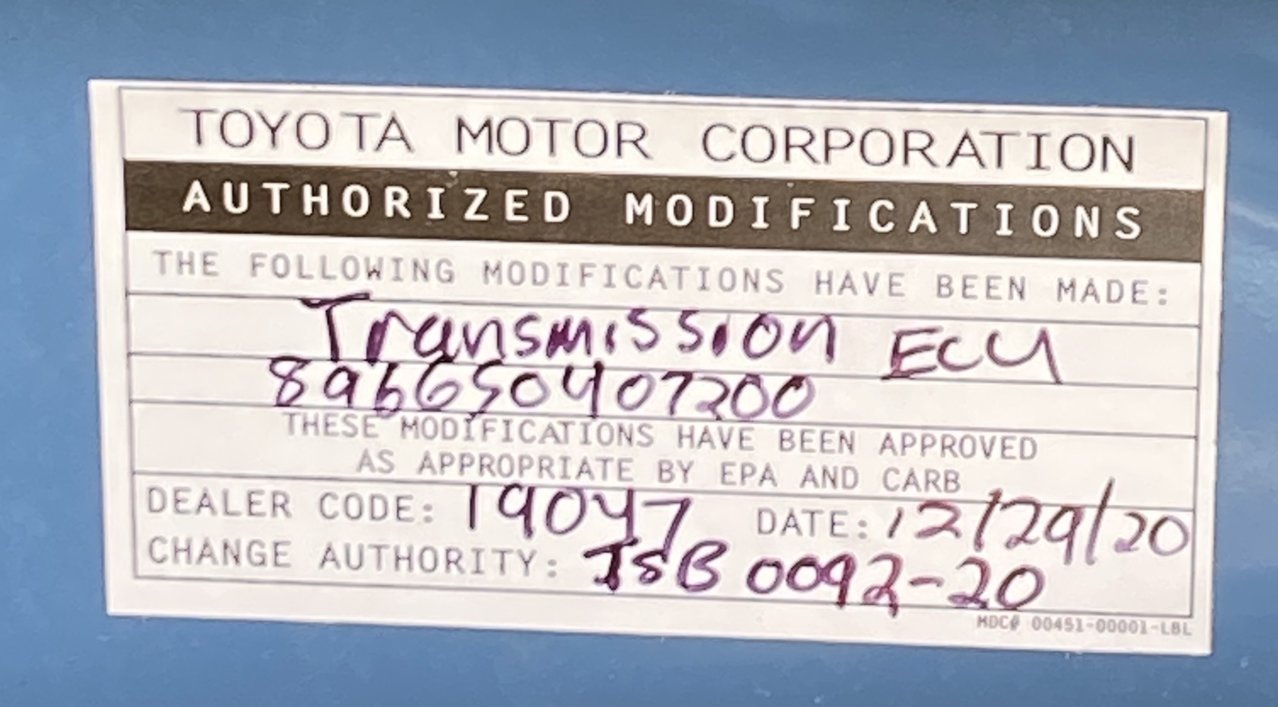 TOYOTA MOTOR CORPORATION
AUTHORIZED MODIFICATIONS
THE FOLLOWING MODIFICATIONS HAVE BEEN MADE:
Transmission ECU
896650407200
THESE MODIFICATIONS HAVE BEEN APPROVED
AS APPROPRIATE BY EPA AND CARB
DEALER CODE: 19047 DATE: 12/29/20
CHANGE AUTHORITY: TSB 0092-20
MDC# 00451-00001-LBL